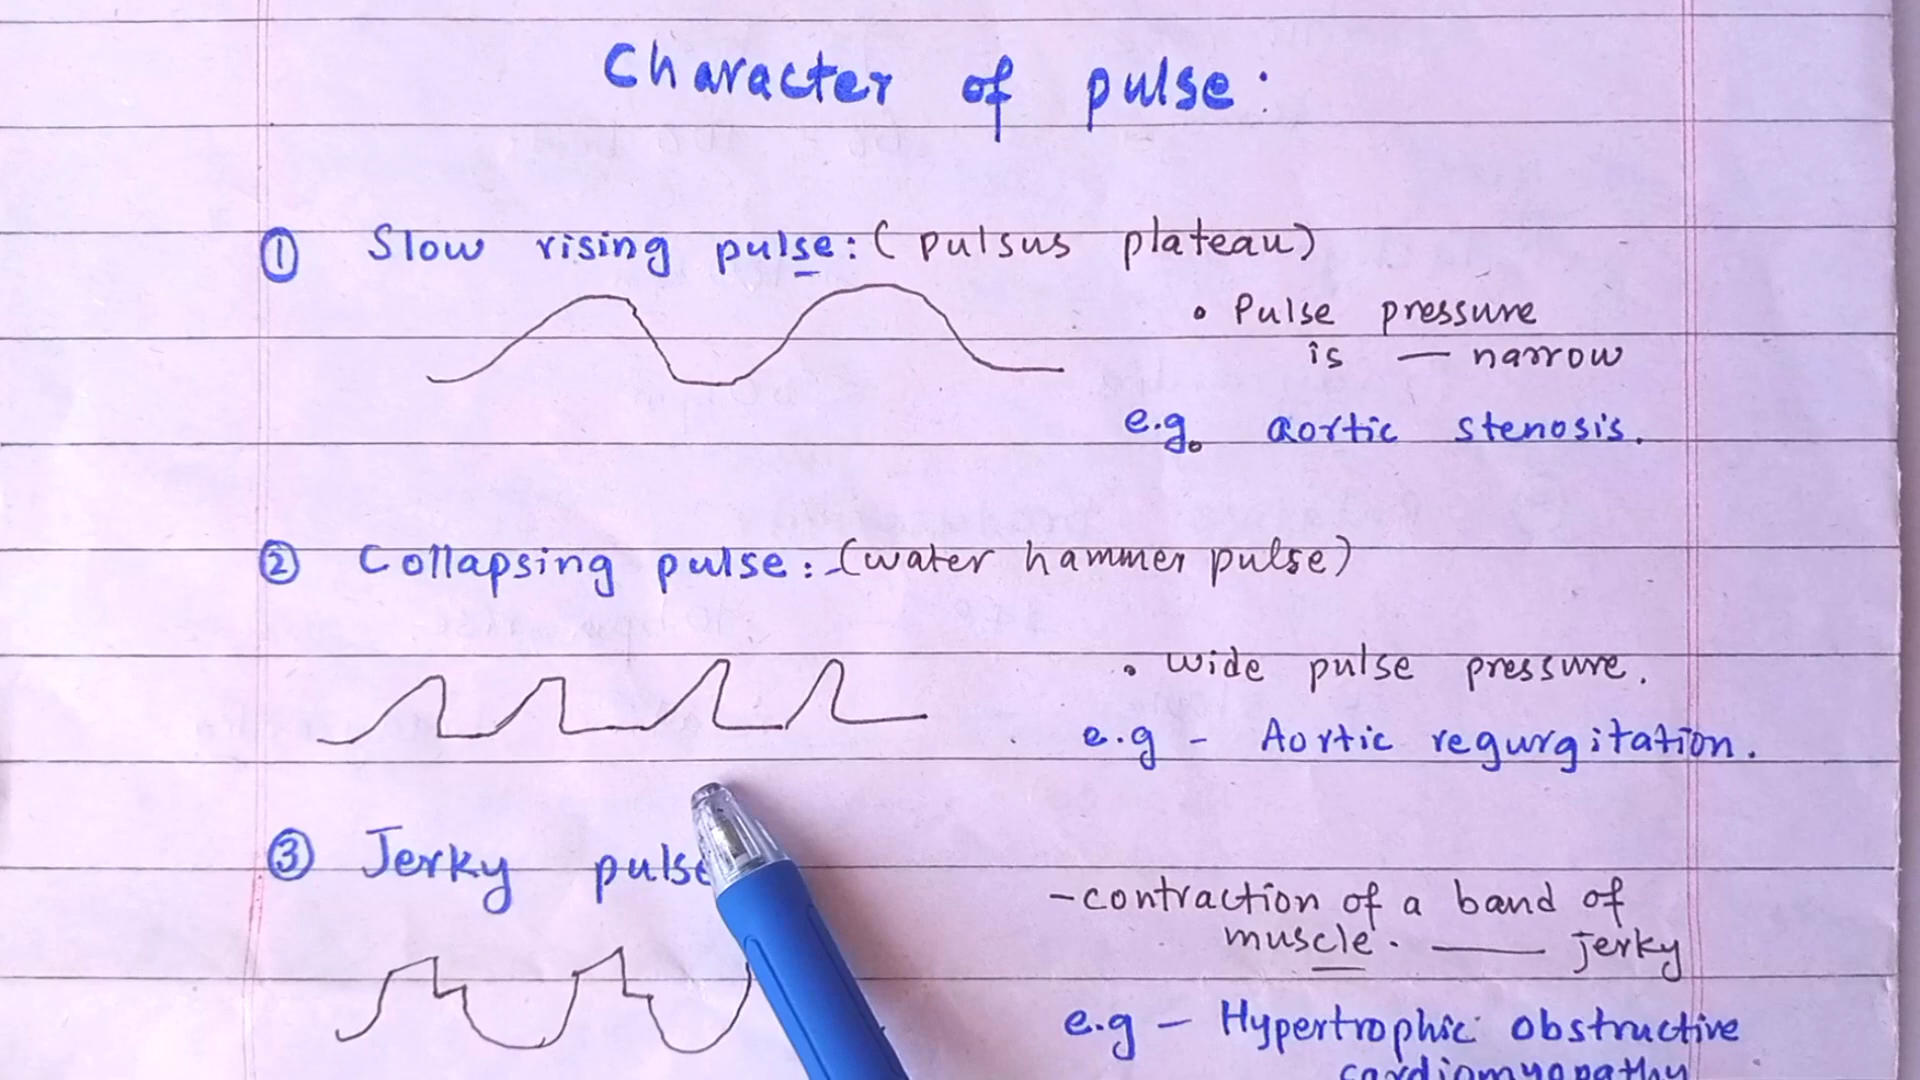 Character of pulse:
① Slow rising pulse: (pulsus plateau)
• Pulse pressure
is — narrow
e.g. aortic stenosis.
② Collapsing pulse:-(water hammer pulse)
• wide pulse pressure.
e.g - Aortic regurgitation.
③ Jerky pulse
-contraction of a band of
muscle. — jerky
e.g - Hypertrophic obstructive
cardiomyopathy